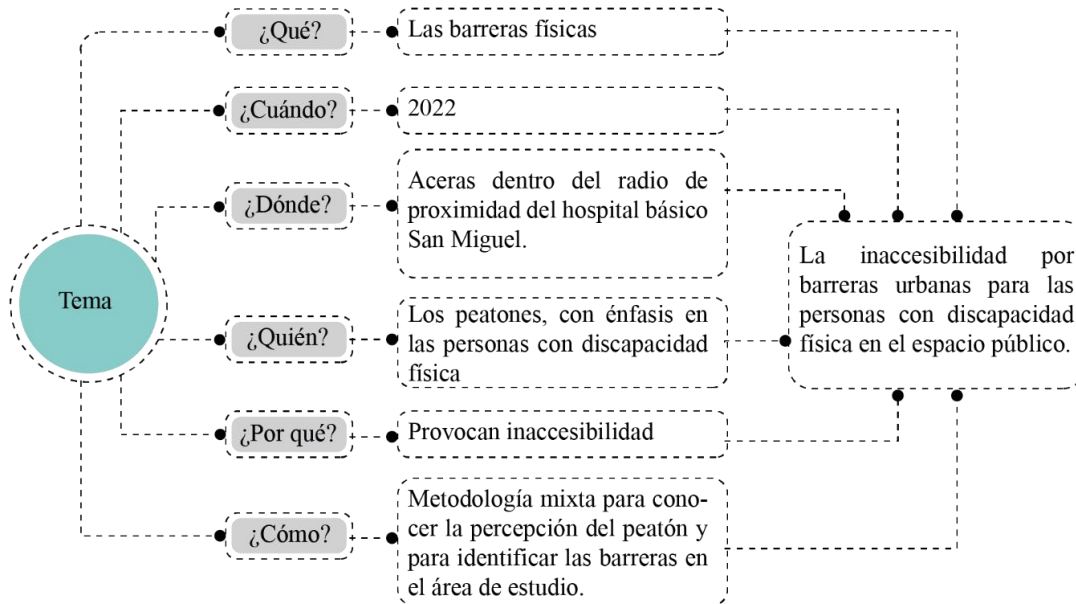 Tema
¿Qué?
Las barreras físicas
¿Cuándo?
2022
¿Dónde?
Aceras dentro del radio de
proximidad del hospital básico
San Miguel.
¿Quién?
Los peatones, con énfasis en
las personas con discapacidad
física
¿Por qué?
Provocan inaccesibilidad
¿Cómo?
Metodología mixta para cono-
cer la percepción del peatón y
para identificar las barreras en
el área de estudio.
La inaccesibilidad por
barreras urbanas para las
personas con discapacidad
física en el espacio público.